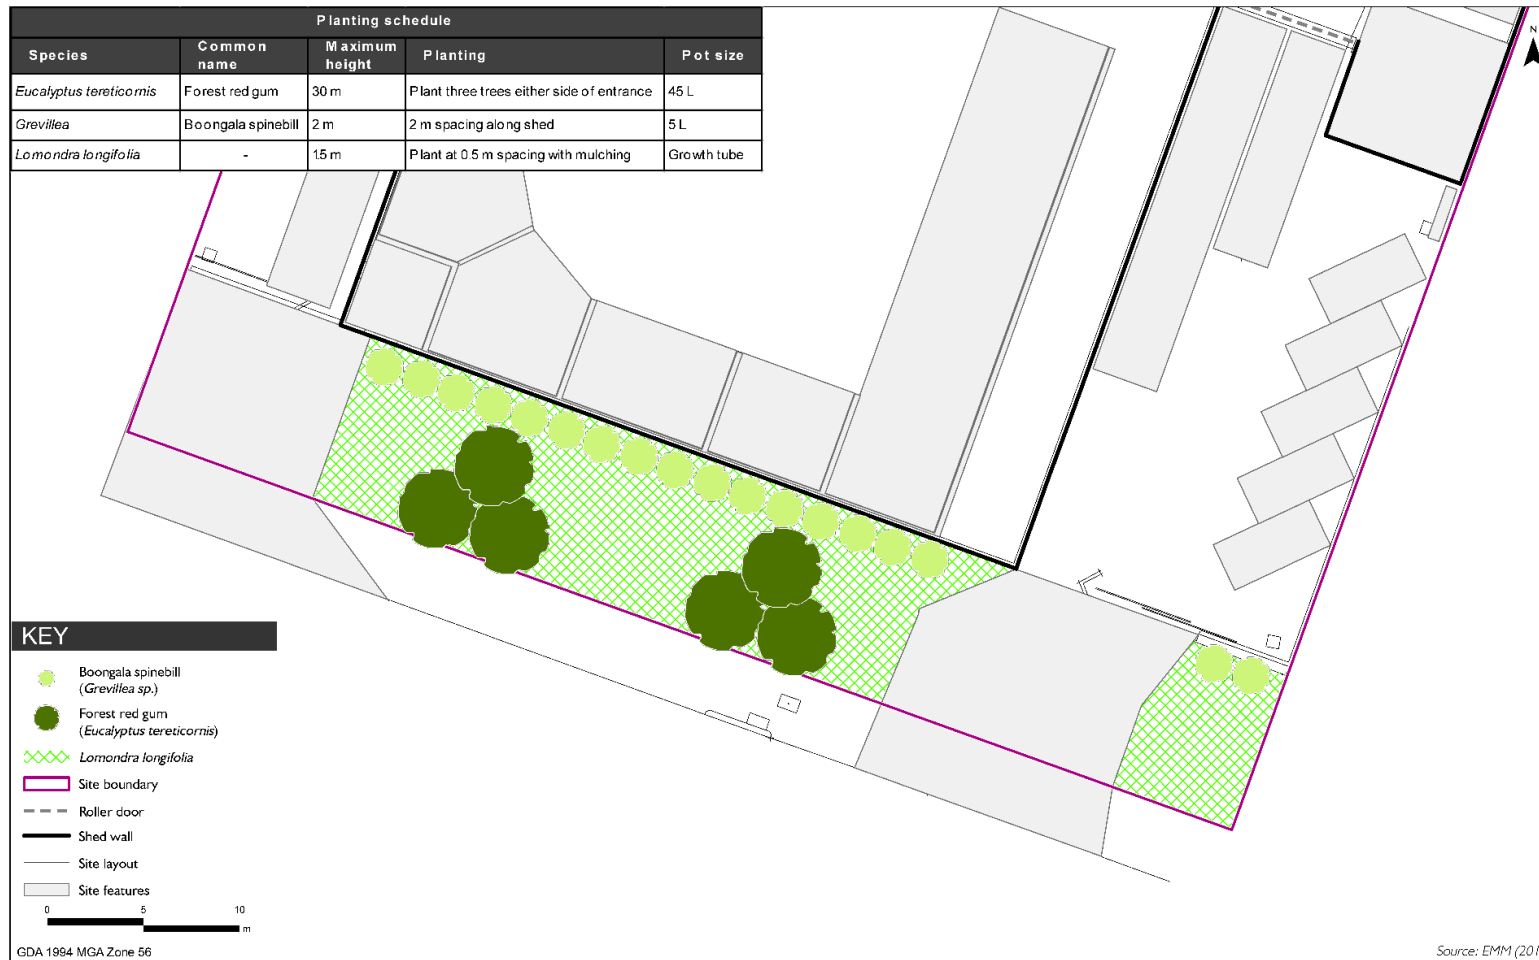 Planting schedule
Species Common name Maximum height Planting Pot size
Eucalyptus tereticornis Forest red gum 30 m Plant three trees either side of entrance 45 L
Grevillea Boongala spinebill 2 m 2 m spacing along shed 5 L
Lomondra longifolia - 15 m Plant at 0.5 m spacing with mulching Growth tube
N
KEY
Boongala spinebill
(Grevillea sp.)
Forest red gum
(Eucalyptus tereticornis)
Lomondra longifolia
Site boundary
Roller door
Shed wall
Site layout
Site features
0 5 10
m
GDA 1994 MGA Zone 56
Source: EMM (201